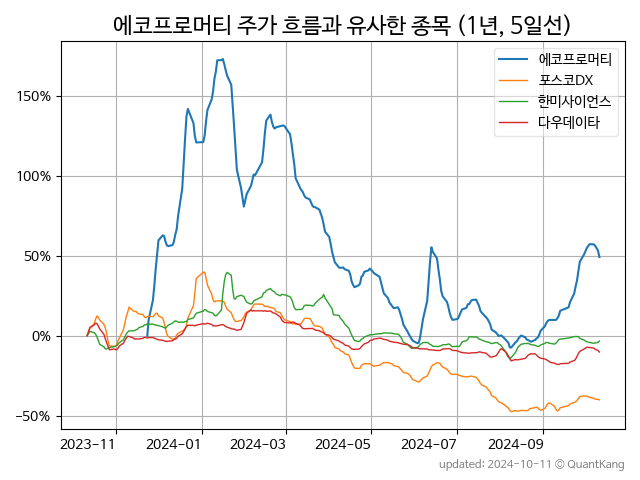 에코프로머티 주가 흐름과 유사한 종목 (1년, 5일선)
에코프로머티
포스코DX
한미사이언스
다우데이타
150%
100%
50%
0%
−50%
2023-11 2024-01 2024-03 2024-05 2024-07 2024-09
updated: 2024-10-11 © QuantKang